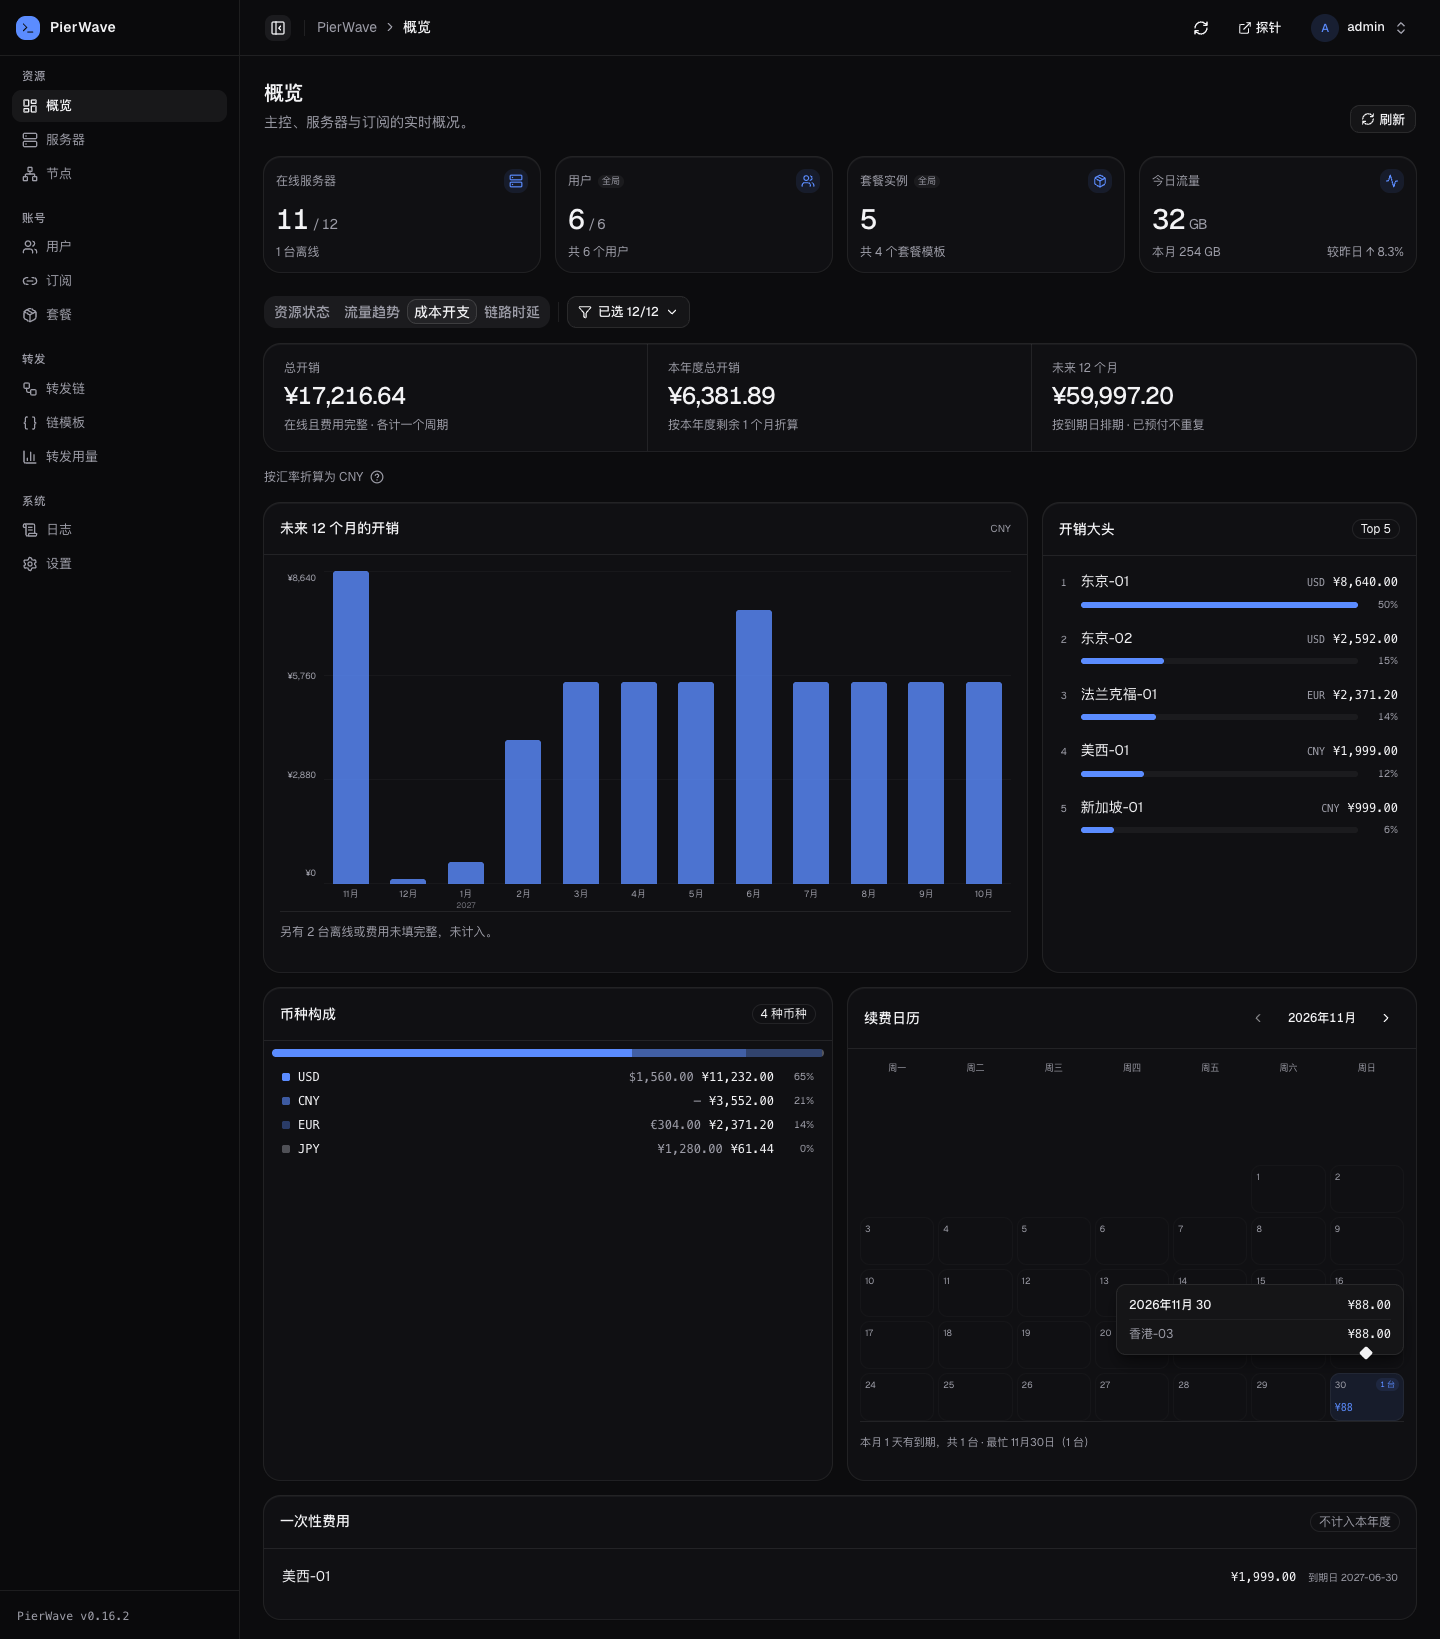 PierWave
PierWave > 概览
探针
A
admin
资源
概览
服务器
节点
账号
用户
订阅
套餐
转发
转发链
链模板
转发用量
系统
日志
设置
PierWave v0.16.2
概览
主控、服务器与订阅的实时概况。
刷新
在线服务器
11 / 12
1 台离线
用户 全局
6 / 6
共 6 个用户
套餐实例 全局
5
共 4 个套餐模板
今日流量
32 GB
本月 254 GB 较昨日 ↑ 8.3%
资源状态 流量趋势 成本开支 链路时延 已选 12/12
总开销
¥17,216.64
在线且费用完整 · 各计一个周期
本年度总开销
¥6,381.89
按本年度剩余 1 个月折算
未来 12 个月
¥59,997.20
按到期日排期 · 已预付不重复
按汇率折算为 CNY
未来 12 个月的开销 CNY
¥8,640
¥5,760
¥2,880
¥0
11月 12月 1月 2月 3月 4月 5月 6月 7月 8月 9月 10月
2027
另有 2 台离线或费用未填完整，未计入。
开销大头 Top 5
1 东京-01 USD ¥8,640.00
50%
2 东京-02 USD ¥2,592.00
15%
3 法兰克福-01 EUR ¥2,371.20
14%
4 美西-01 CNY ¥1,999.00
12%
5 新加坡-01 CNY ¥999.00
6%
币种构成 4 种币种
USD $1,560.00 ¥11,232.00 65%
CNY — ¥3,552.00 21%
EUR €304.00 ¥2,371.20 14%
JPY ¥1,280.00 ¥61.44 0%
续费日历 2026年11月
周一 周二 周三 周四 周五 周六 周日
1 2
3 4 5 6 7 8 9
10 11 12 13 14 15 16
2026年11月 30 ¥88.00
香港-03 ¥88.00
17 18 19 20
24 25 26 27 28 29 30 1 台
¥88
本月 1 天有到期，共 1 台 · 最忙 11月30日（1 台）
一次性费用 不计入本年度
美西-01 ¥1,999.00 到期日 2027-06-30